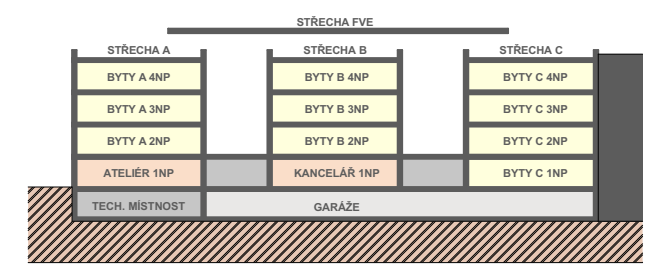 STŘECHA FVE
STŘECHA A STŘECHA B STŘECHA C
BYTY A 4NP BYTY B 4NP BYTY C 4NP
BYTY A 3NP BYTY B 3NP BYTY C 3NP
BYTY A 2NP BYTY B 2NP BYTY C 2NP
ATELIÉR 1NP KANCELÁŘ 1NP BYTY C 1NP
TECH. MÍSTNOST GARÁŽE